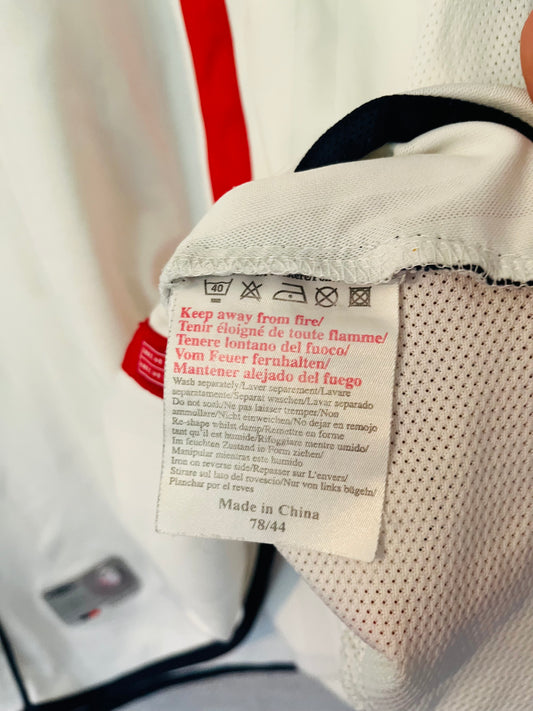 40
Keep away from fire/
Tenir éloigné de toute flamme/
Tenere lontano del fuoco/
Vom Feuer fernhalten/
Mantener alejado del fuego
Wash separately/Laver separement/Lavare
separatamente/Separat waschen/Lavar separado
Do not soak/Ne pas laisser tremper/Non
ammollare/Nicht einweichen/No dejar en remojo
Re-shape whilst damp/Remettre en forme
tant qu'il est humide/Rifoggiare mentre umido/
Im feuchten Zustand in Form ziehen/
Manipular mientras este humido
Iron on reverse side/Repasser sur L'envers/
Stirare sul laso del rovescio/Nur von links bügeln/
Planchar por el reves
Made in China
78/44